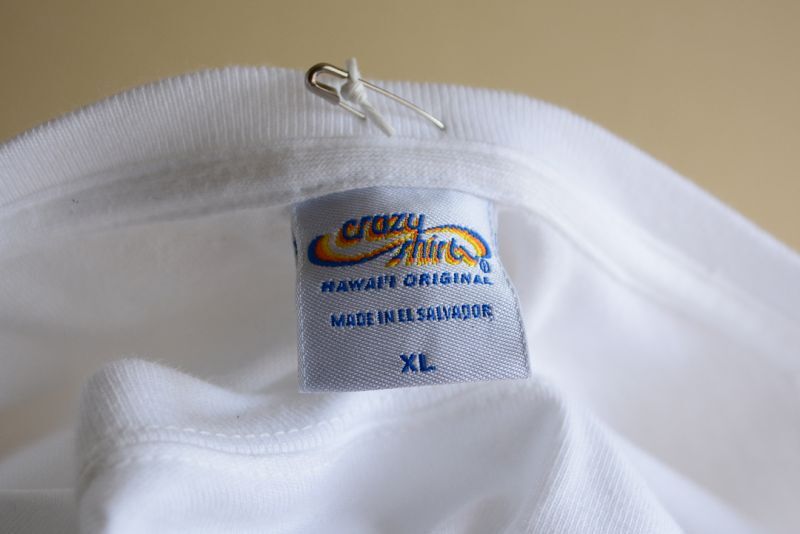 crazy
shirts
HAWAI'I ORIGINAL
MADE IN EL SALVADOR
XL